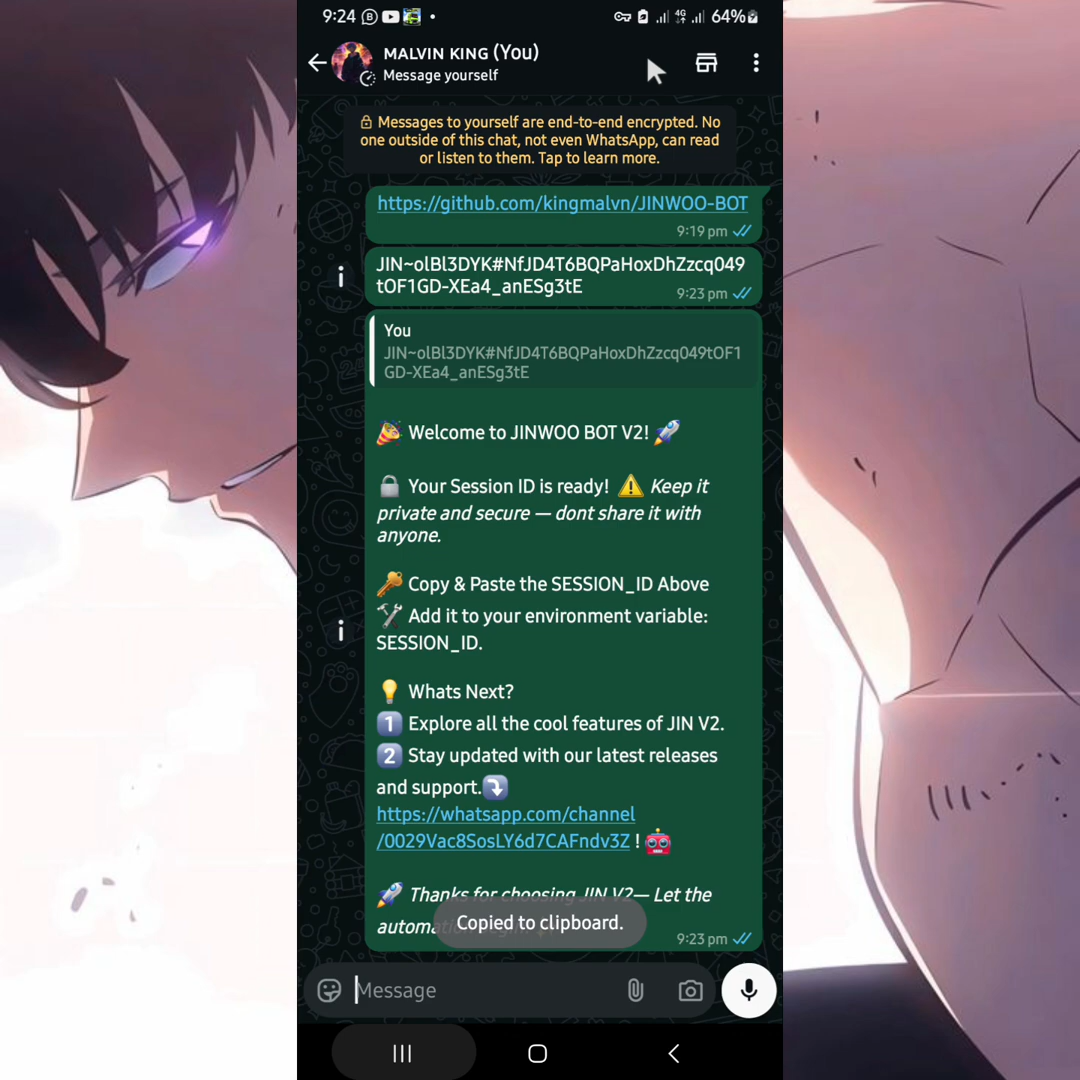 9:24
4G
64%
MALVIN KING (You)
Message yourself
Messages to yourself are end-to-end encrypted. No
one outside of this chat, not even WhatsApp, can read
or listen to them. Tap to learn more.
https://github.com/kingmalvn/JINWOO-BOT
9:19 pm
JIN~olBl3DYK#NfJD4T6BQPaHoxDhZzcq049
tOF1GD-XEa4_anESg3tE
9:23 pm
You
JIN~olBl3DYK#NfJD4T6BQPaHoxDhZzcq049tOF1
GD-XEa4_anESg3tE
🎉 Welcome to JINWOO BOT V2! 🚀
🔒 Your Session ID is ready! ⚠️ Keep it
private and secure — dont share it with
anyone.
🔑 Copy & Paste the SESSION_ID Above
🛠️ Add it to your environment variable:
SESSION_ID.
💡 Whats Next?
1️⃣ Explore all the cool features of JIN V2.
2️⃣ Stay updated with our latest releases
and support.⤵️
https://whatsapp.com/channel
/0029Vac8SosLY6d7CAFndv3Z ! 🤖
🚀 Thanks for choosing JIN V2— Let the
Copied to clipboard.
9:23 pm
Message